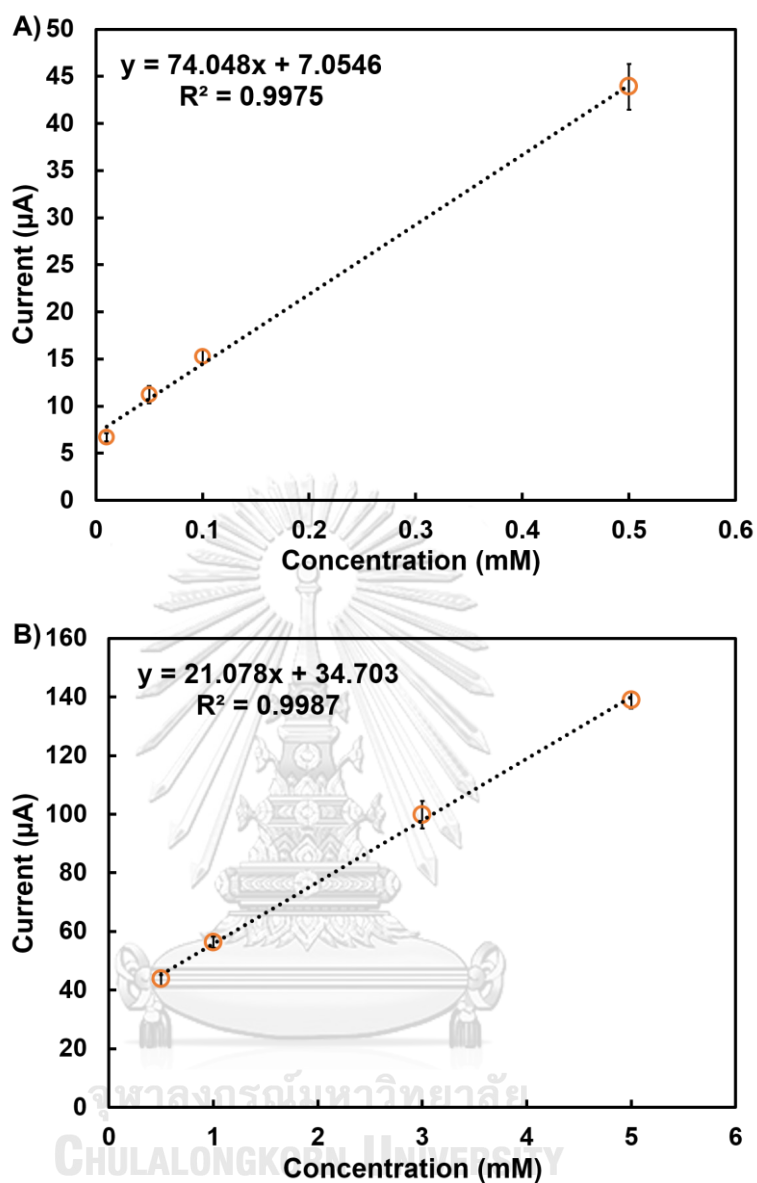 A)
y = 74.048x + 7.0546
R² = 0.9975
Current (µA)
50
45
40
35
30
25
20
15
10
5
0
0 0.1 0.2 0.3 0.4 0.5 0.6
Concentration (mM)
B)
y = 21.078x + 34.703
R² = 0.9987
Current (µA)
160
140
120
100
80
60
40
20
0
0 1 2 3 4 5 6
Concentration (mM)
จุฬาลงกรณ์มหาวิทยาลัย
CHULALONGKORN UNIVERSITY